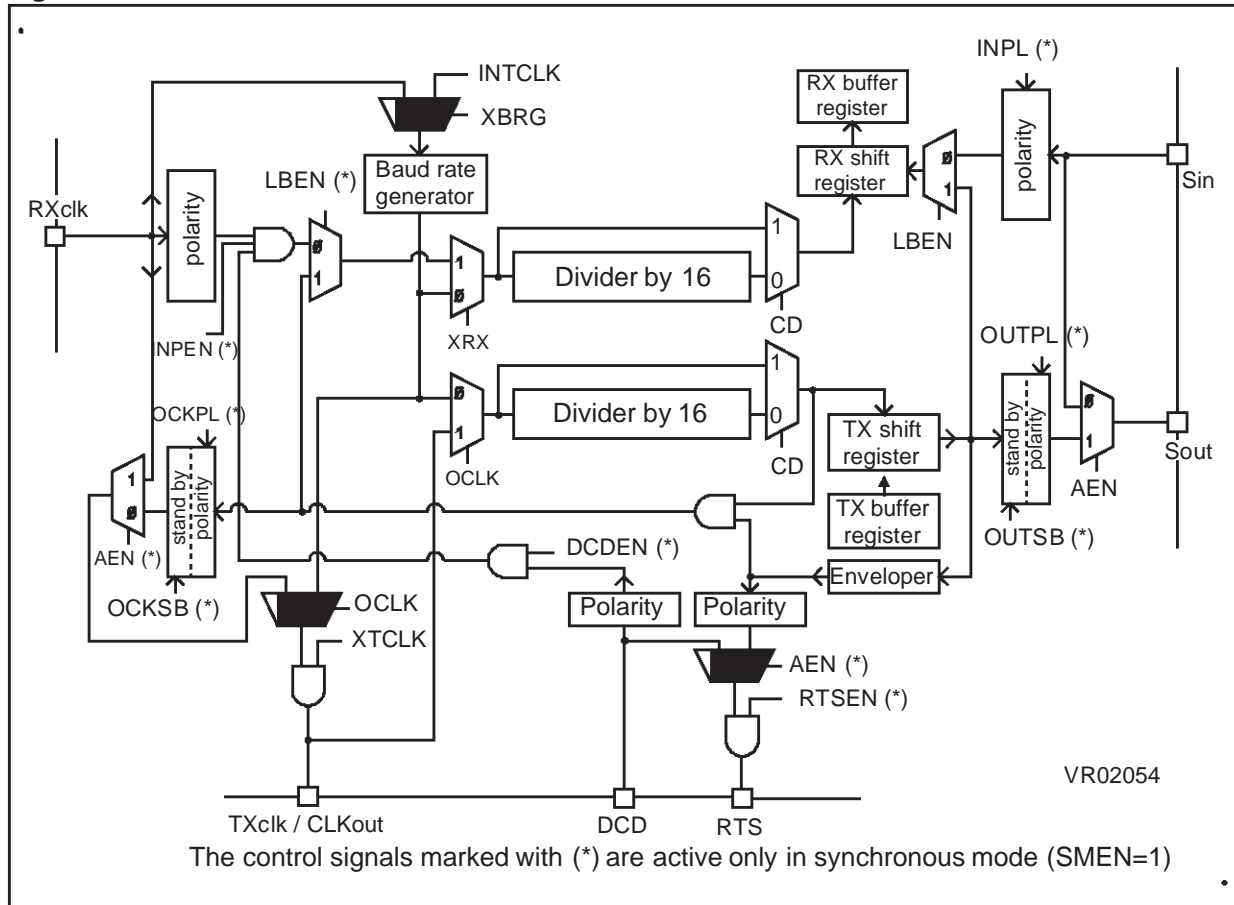 INPL (*)
INTCLK
XBRG
RX buffer
register
polarity
RX shift
register
0
1
Sin
LBEN
Baud rate
generator
LBEN (*)
RXclk
polarity
0
1
1
0
Divider by 16
1
0
CD
XRX
INPEN (*)
OUTPL (*)
OCKPL (*)
0
1
Divider by 16
1
0
CD
OCLK
TX shift
register
stand by
polarity
0
1
Sout
AEN
1
0
stand by
polarity
AEN (*)
OCKSB (*)
TX buffer
register
OUTSB (*)
DCDEN (*)
Enveloper
OCLK
XTCLK
Polarity
Polarity
AEN (*)
RTSEN (*)
VR02054
TXclk / CLKout
DCD
RTS
The control signals marked with (*) are active only in synchronous mode (SMEN=1)